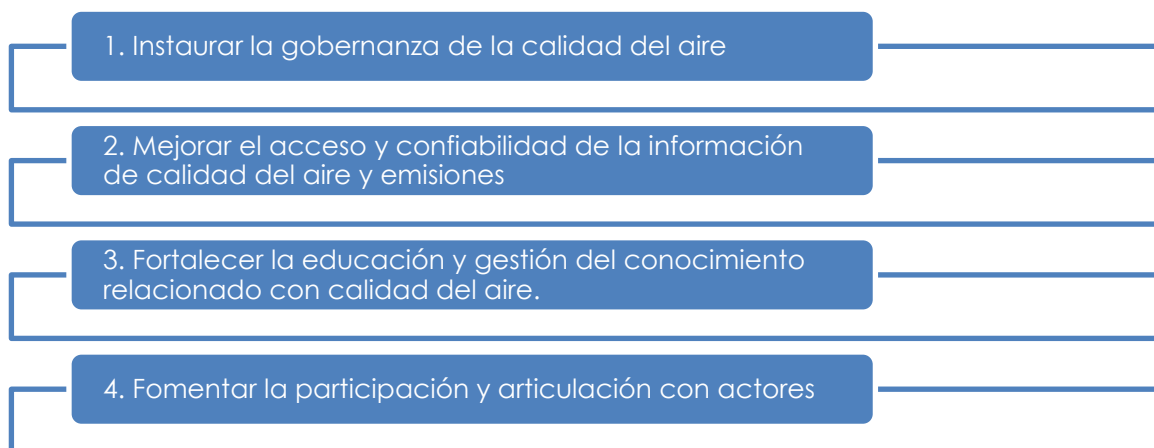 1. Instaurar la gobernanza de la calidad del aire
2. Mejorar el acceso y confiabilidad de la información
de calidad del aire y emisiones
3. Fortalecer la educación y gestión del conocimiento
relacionado con calidad del aire.
4. Fomentar la participación y articulación con actores